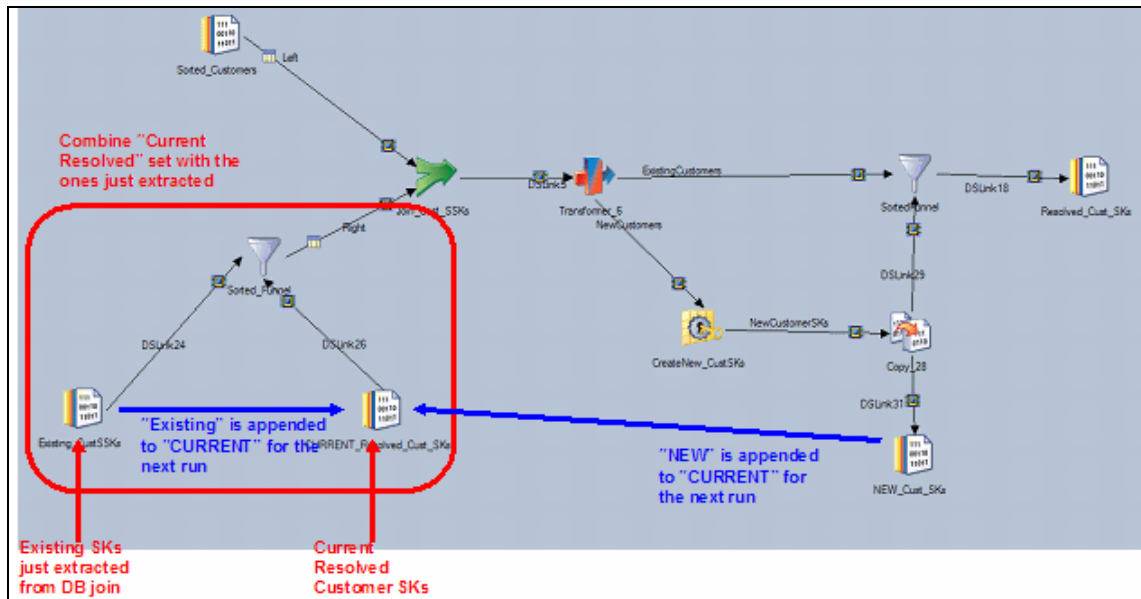 Left
Sorted_Customers
Combine "Current
Resolved" set with the
ones just extracted
ExistingCustomers
DSLink5
Join_Cust_SSKs
Transformer_6
NewCustomers
SortedFunnel
DSLink18
Resolved_Cust_SKs
Right
Sorted_Funnel
DSLink29
NewCustomerSKs
CreateNew_CustSKs
Copy_28
DSLink24
DSLink26
DSLink31
"Existing" is appended
to "CURRENT" for the
next run
Existing_CustSSKs
CURRENT_Resolved_Cust_SKs
"NEW" is appended
to "CURRENT" for
the next run
NEW_Cust_SKs
Existing SKs
just extracted
from DB join
Current
Resolved
Customer SKs